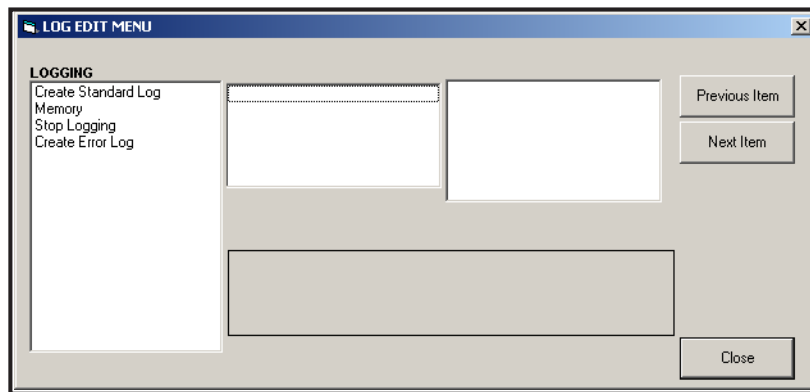 LOG EDIT MENU
LOGGING
Create Standard Log
Memory
Stop Logging
Create Error Log
Previous Item
Next Item
Close